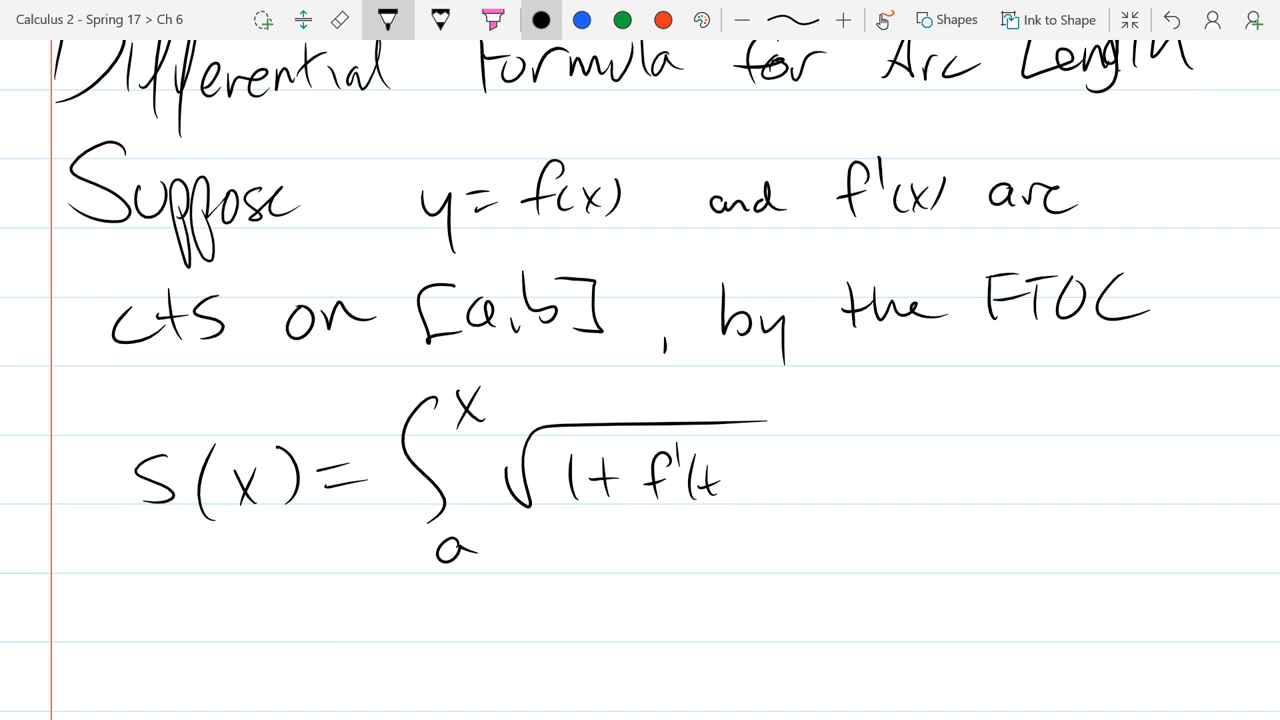 Calculus 2 - Spring 17 > Ch 6 Shapes Ink to Shape
Differential Formula for Arc Length
Suppose y = f(x) and f'(x) are
cts on [a,b], by the FTOC
S(x) = ∫ₐˣ √(1 + f'(t